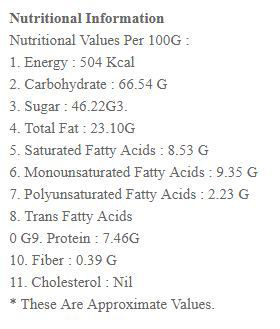 Nutritional Information
Nutritional Values Per 100G :
1. Energy : 504 Kcal
2. Carbohydrate : 66.54 G
3. Sugar : 46.22G3.
4. Total Fat : 23.10G
5. Saturated Fatty Acids : 8.53 G
6. Monounsaturated Fatty Acids : 9.35 G
7. Polyunsaturated Fatty Acids : 2.23 G
8. Trans Fatty Acids
0 G9. Protein : 7.46G
10. Fiber : 0.39 G
11. Cholesterol : Nil
* These Are Approximate Values.